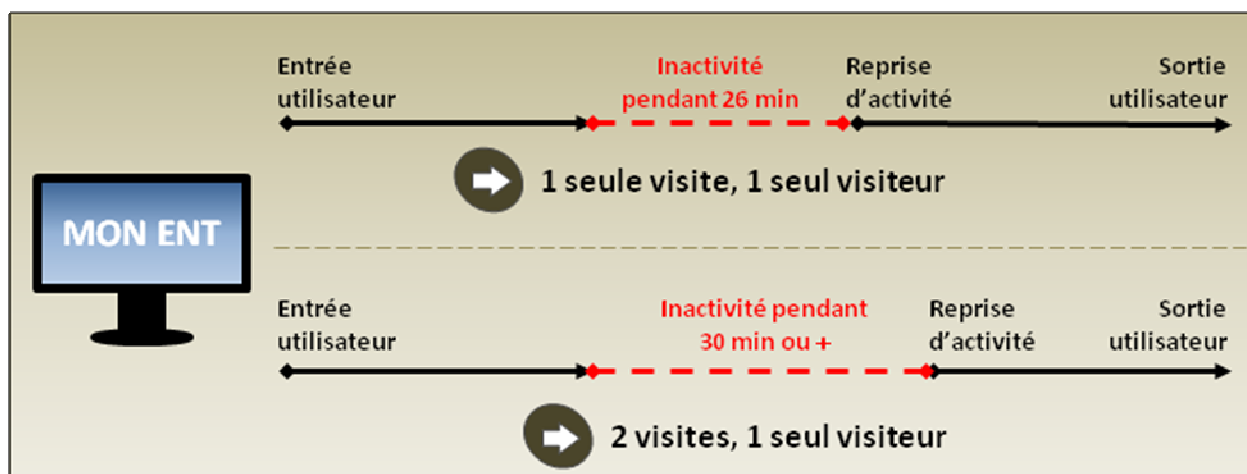 MON ENT
Entrée
utilisateur
Inactivité
pendant 26 min
Reprise
d’activité
Sortie
utilisateur
1 seule visite, 1 seul visiteur
Entrée
utilisateur
Inactivité pendant
30 min ou +
Reprise
d’activité
Sortie
utilisateur
2 visites, 1 seul visiteur